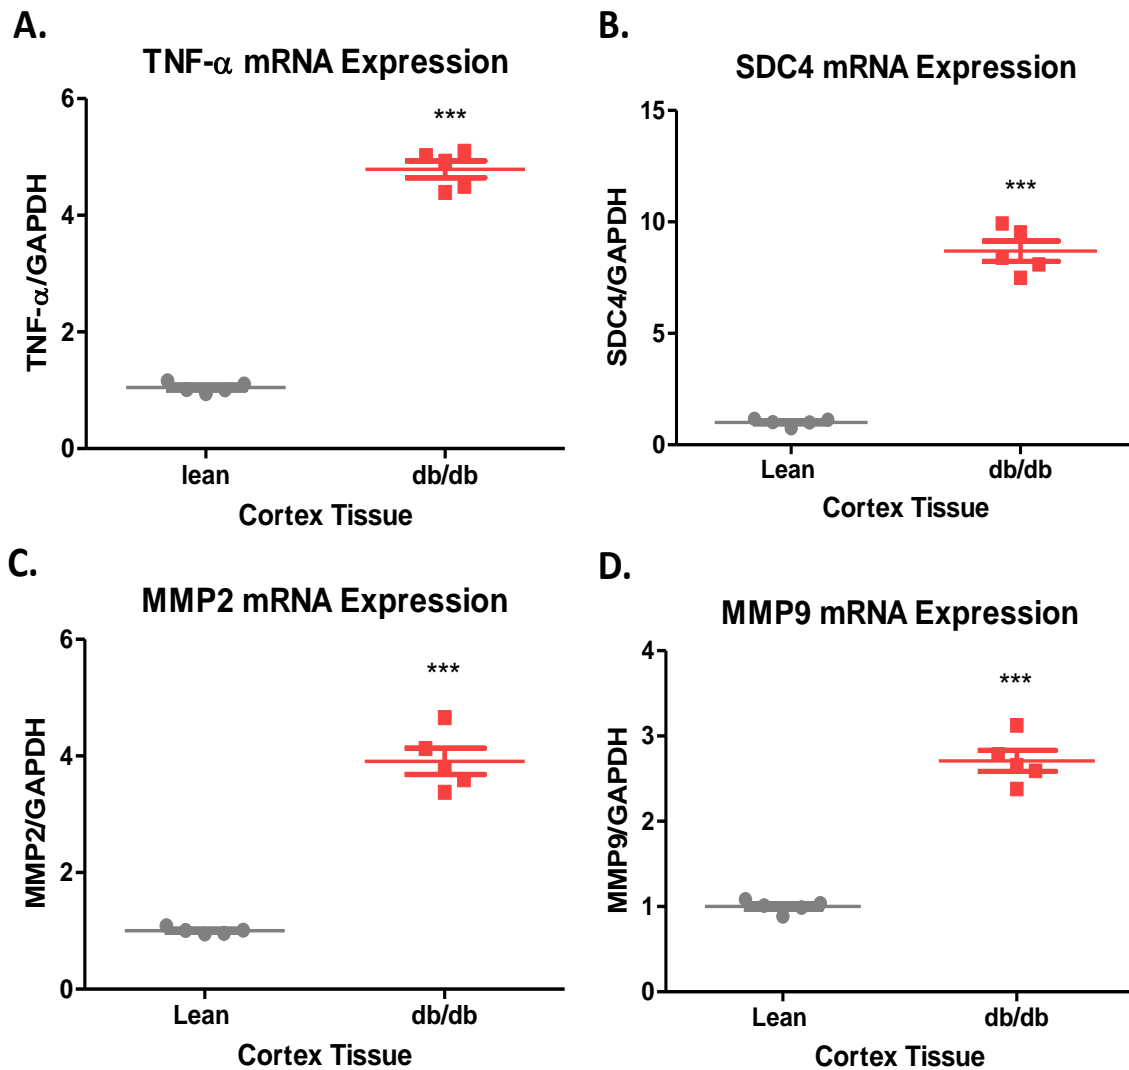 A.
TNF-α mRNA Expression
TNF-α/GAPDH
6
4
2
0
***
lean
db/db
Cortex Tissue
B.
SDC4 mRNA Expression
SDC4/GAPDH
15
10
5
0
***
Lean
db/db
Cortex Tissue
C.
MMP2 mRNA Expression
MMP2/GAPDH
6
4
2
0
***
Lean
db/db
Cortex Tissue
D.
MMP9 mRNA Expression
MMP9/GAPDH
4
3
2
1
0
***
Lean
db/db
Cortex Tissue